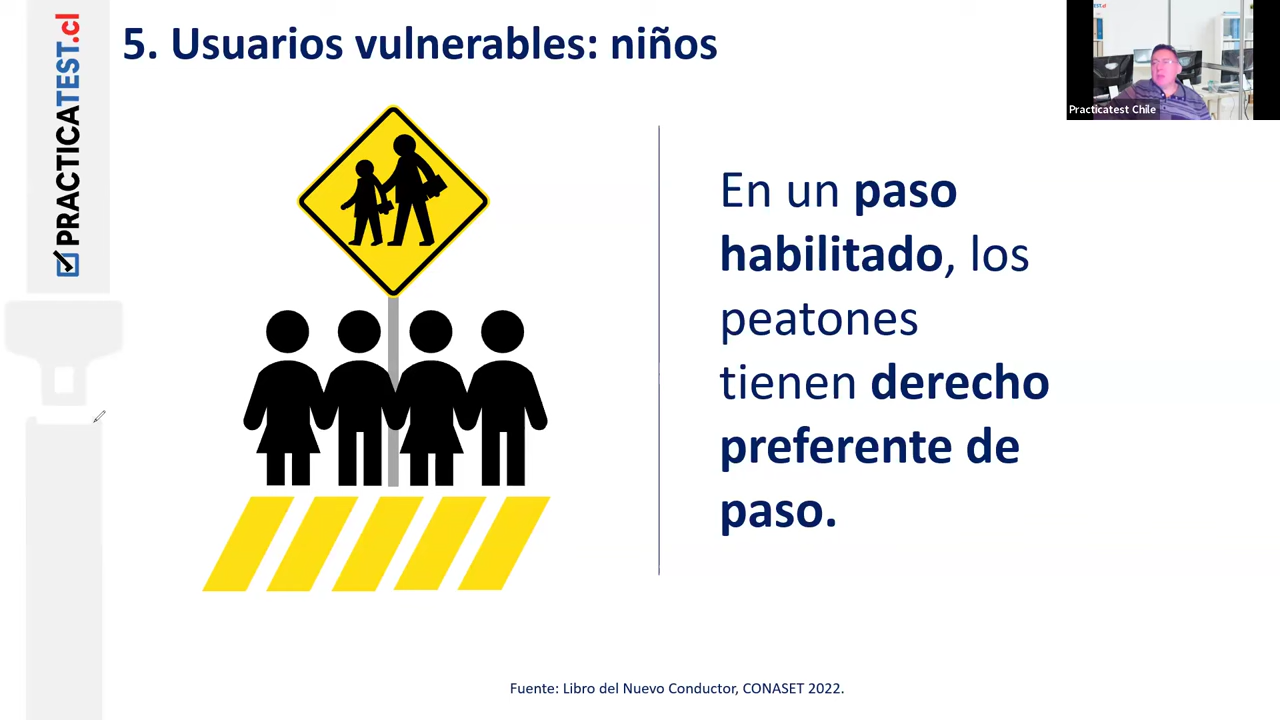 PRACTICATEST.cl
5. Usuarios vulnerables: niños
Practicatest Chile
En un paso
habilitado, los
peatones
tienen derecho
preferente de
paso.
Fuente: Libro del Nuevo Conductor, CONASET 2022.